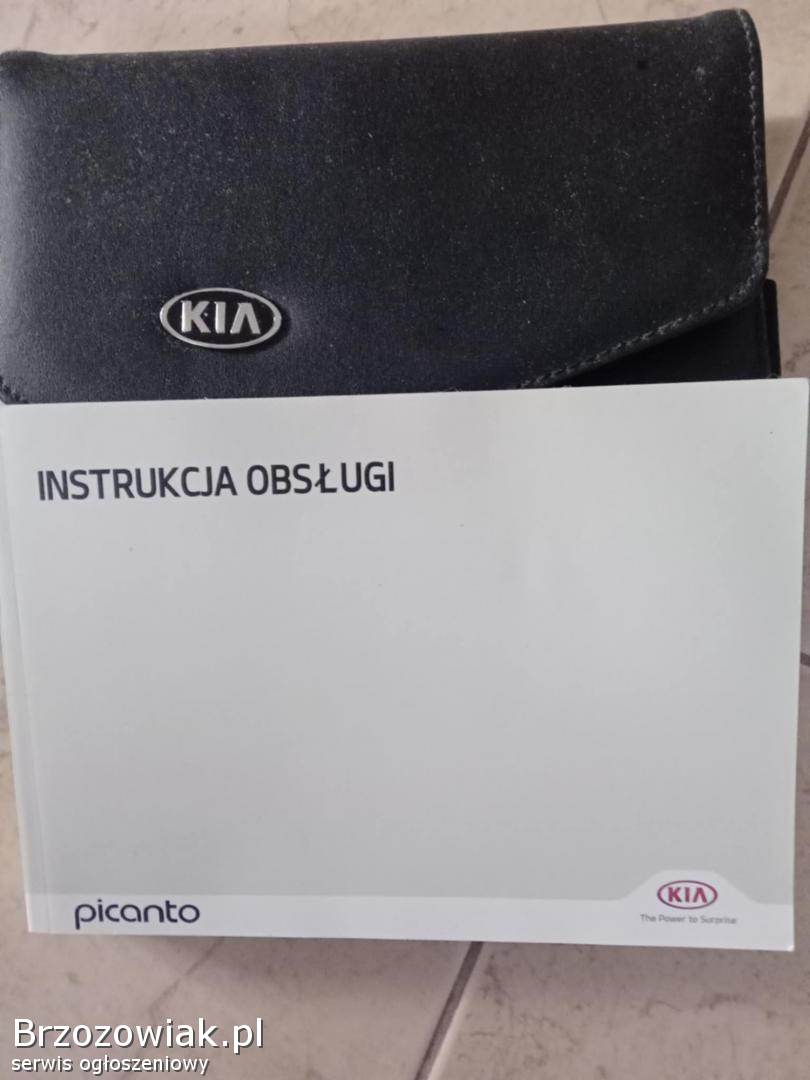 KIA
INSTRUKCJA OBSŁUGI
picanto
KIA
The Power to Surprise
Brzozowiak.pl
serwis ogłoszeniowy